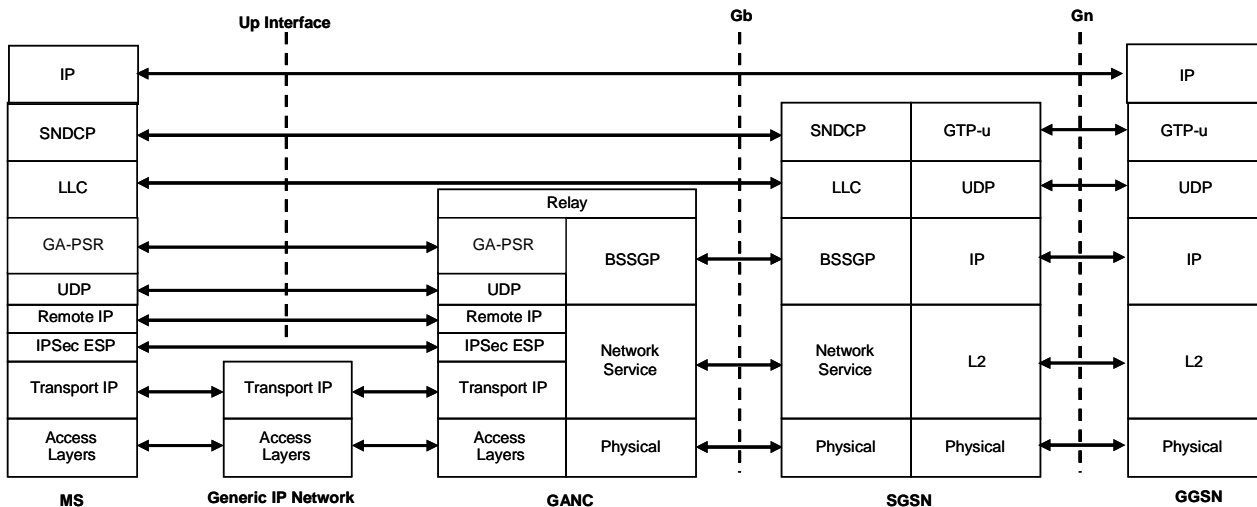 Up Interface
Gb
Gn
IP
IP
SNDCP
SNDCP
GTP-u
GTP-u
LLC
LLC
UDP
UDP
Relay
GA-PSR
GA-PSR
BSSGP
BSSGP
IP
IP
UDP
UDP
Remote IP
Remote IP
IPSec ESP
IPSec ESP
Network
Service
Network
Service
L2
L2
Transport IP
Transport IP
Transport IP
Access
Layers
Access
Layers
Access
Layers
Physical
Physical
Physical
Physical
MS
Generic IP Network
GANC
SGSN
GGSN